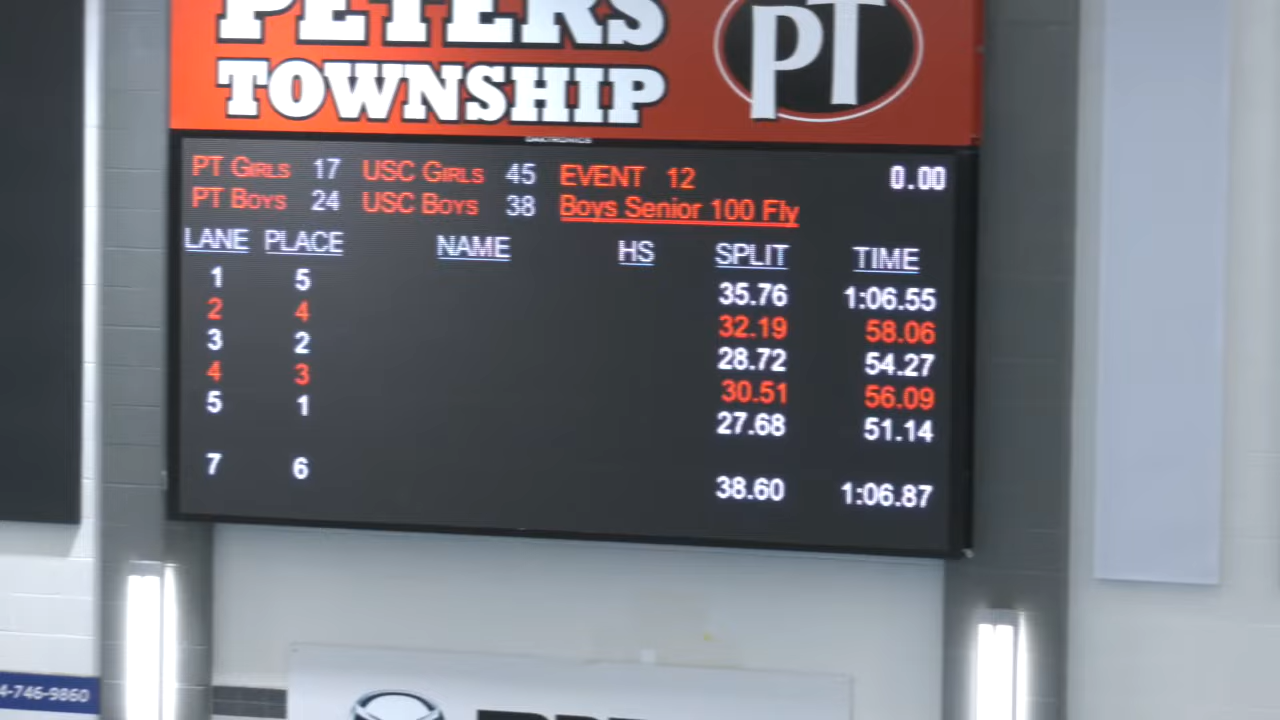 PETERS
TOWNSHIP
PT
DAKTRONICS
PT GIRLS 17 USC GIRLS 45 EVENT 12 0.00
PT BOYS 24 USC BOYS 38 Boys Senior 100 Fly
LANE PLACE NAME HS SPLIT TIME
1 5 35.76 1:06.55
2 4 32.19 58.06
3 2 28.72 54.27
4 3 30.51 56.09
5 1 27.68 51.14
7 6 38.60 1:06.87
4-746-9860